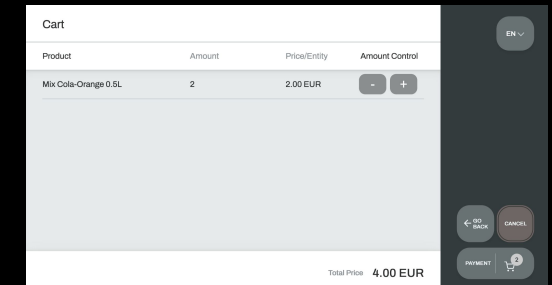 Cart
EN
Product Amount Price/Entity Amount Control
Mix Cola-Orange 0.5L 2 2.00 EUR - +
GO
BACK
CANCEL
PAYMENT 2
Total Price 4.00 EUR